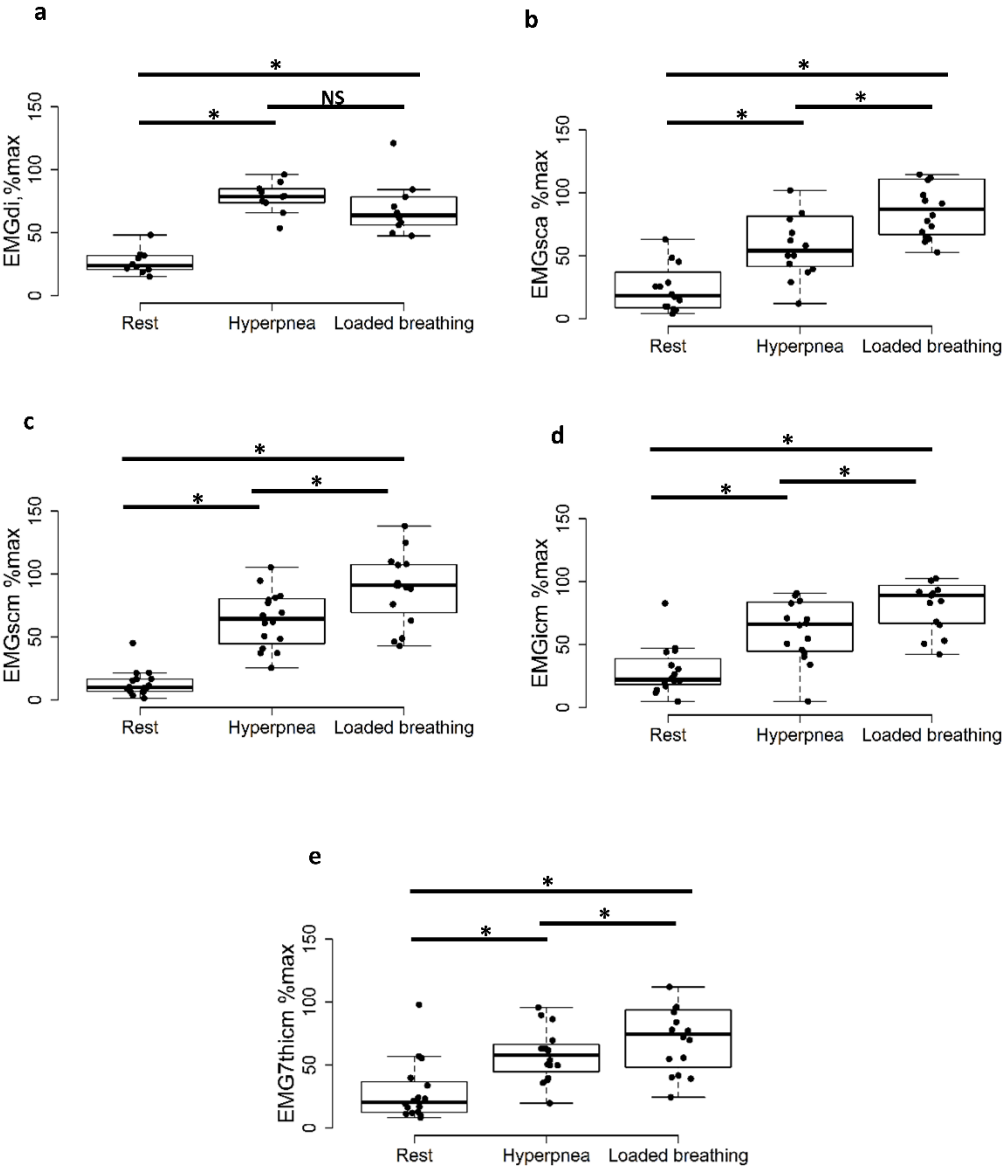 a
*
NS
*
EMGdi, %max
150
100
50
0
Rest Hyperpnea Loaded breathing
b
*
*
*
EMGsca %max
150
100
50
0
Rest Hyperpnea Loaded breathing
c
*
*
*
EMGscm %max
150
100
50
0
Rest Hyperpnea Loaded breathing
d
*
*
*
EMGicm %max
150
100
50
0
Rest Hyperpnea Loaded breathing
e
*
*
*
EMG7thicm %max
150
100
50
0
Rest Hyperpnea Loaded breathing